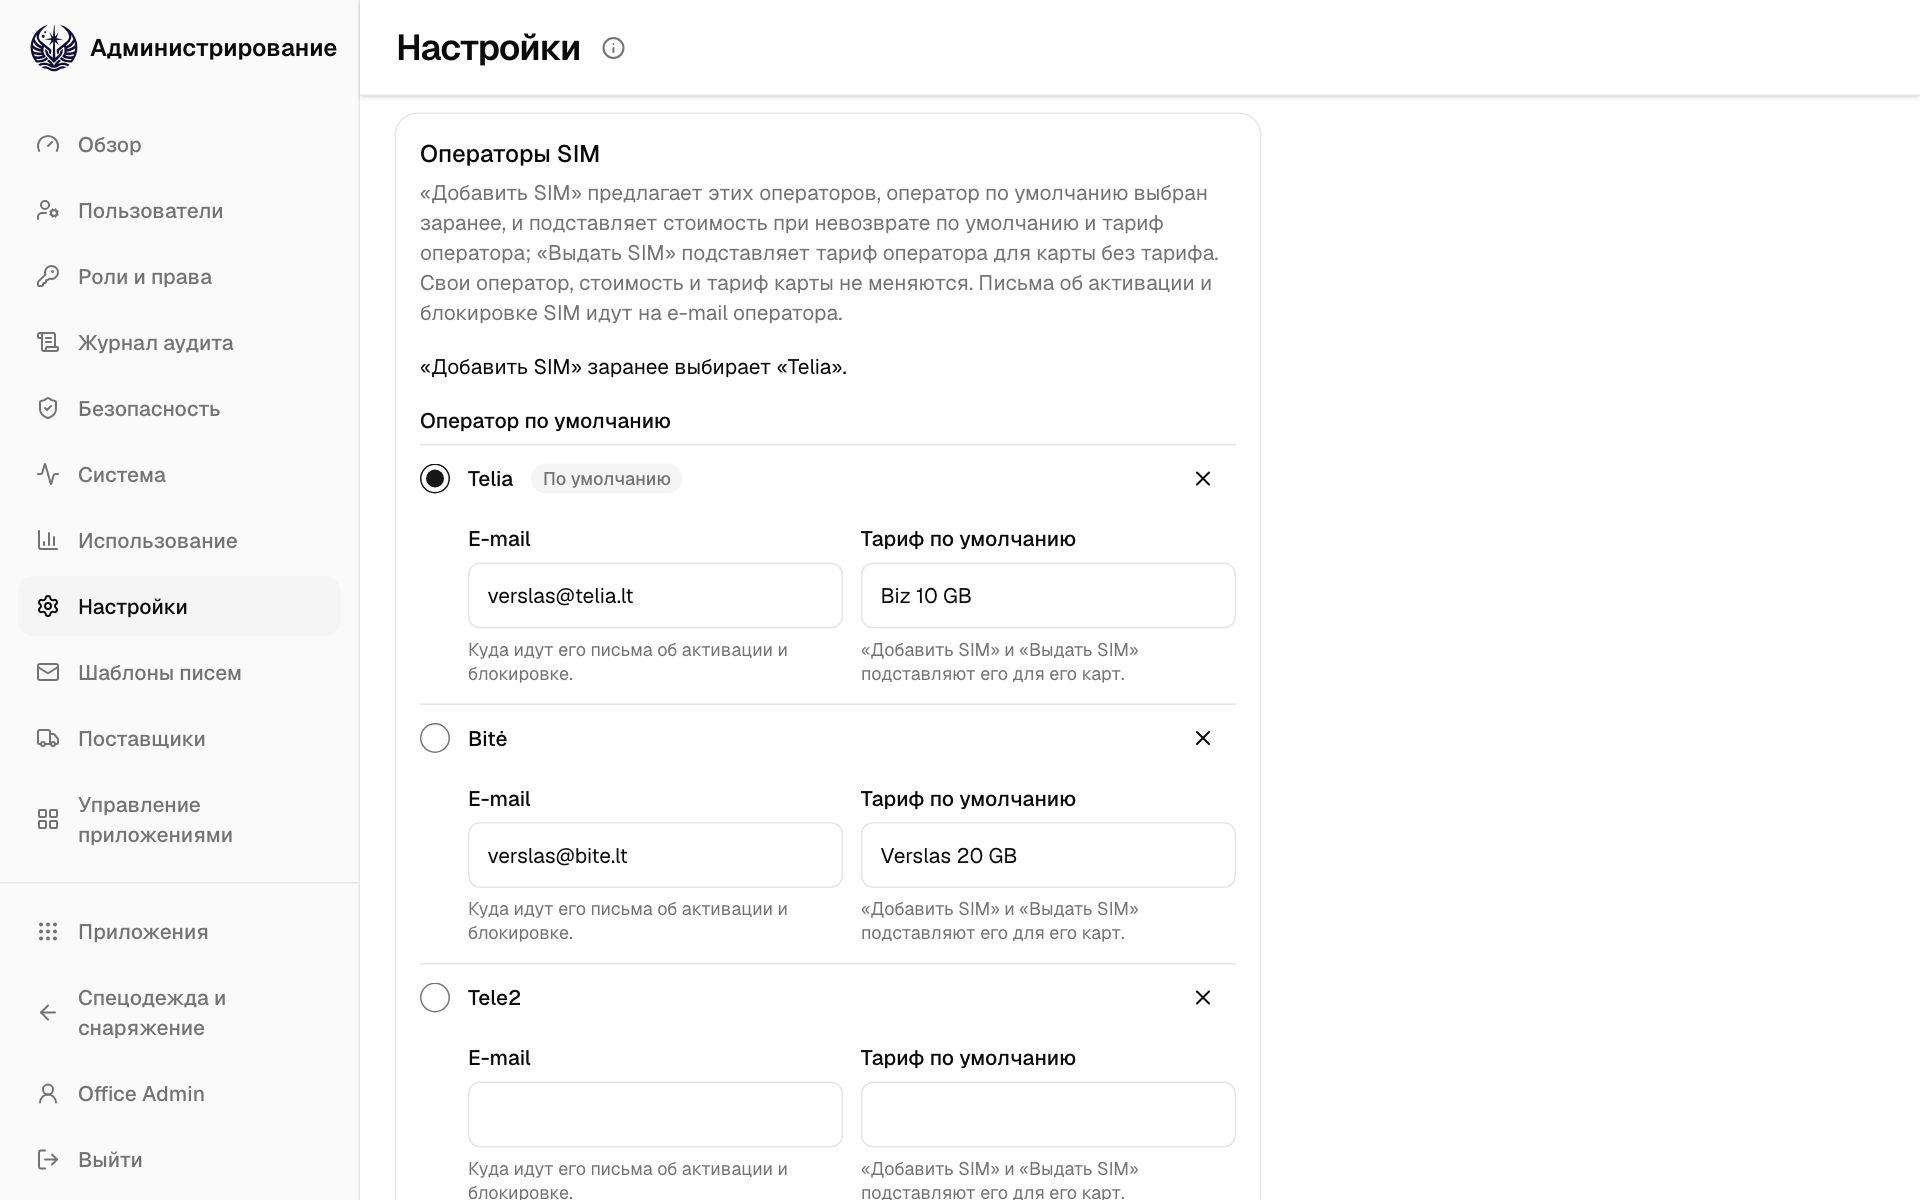 Администрирование
Обзор
Пользователи
Роли и права
Журнал аудита
Безопасность
Система
Использование
Настройки
Шаблоны писем
Поставщики
Управление
приложениями
Приложения
Спецодежда и
снаряжение
Office Admin
Выйти
Настройки
Операторы SIM
«Добавить SIM» предлагает этих операторов, оператор по умолчанию выбран
заранее, и подставляет стоимость при невозврате по умолчанию и тариф
оператора; «Выдать SIM» подставляет тариф оператора для карты без тарифа.
Свои оператор, стоимость и тариф карты не меняются. Письма об активации и
блокировке SIM идут на e-mail оператора.
«Добавить SIM» заранее выбирает «Telia».
Оператор по умолчанию
Telia По умолчанию
E-mail Тариф по умолчанию
verslas@telia.lt Biz 10 GB
Куда идут его письма об активации и «Добавить SIM» и «Выдать SIM»
блокировке. подставляют его для его карт.
Bitė
E-mail Тариф по умолчанию
verslas@bite.lt Verslas 20 GB
Куда идут его письма об активации и «Добавить SIM» и «Выдать SIM»
блокировке. подставляют его для его карт.
Tele2
E-mail Тариф по умолчанию
Куда идут его письма об активации и «Добавить SIM» и «Выдать SIM»
блокировке. подставляют его для его карт.